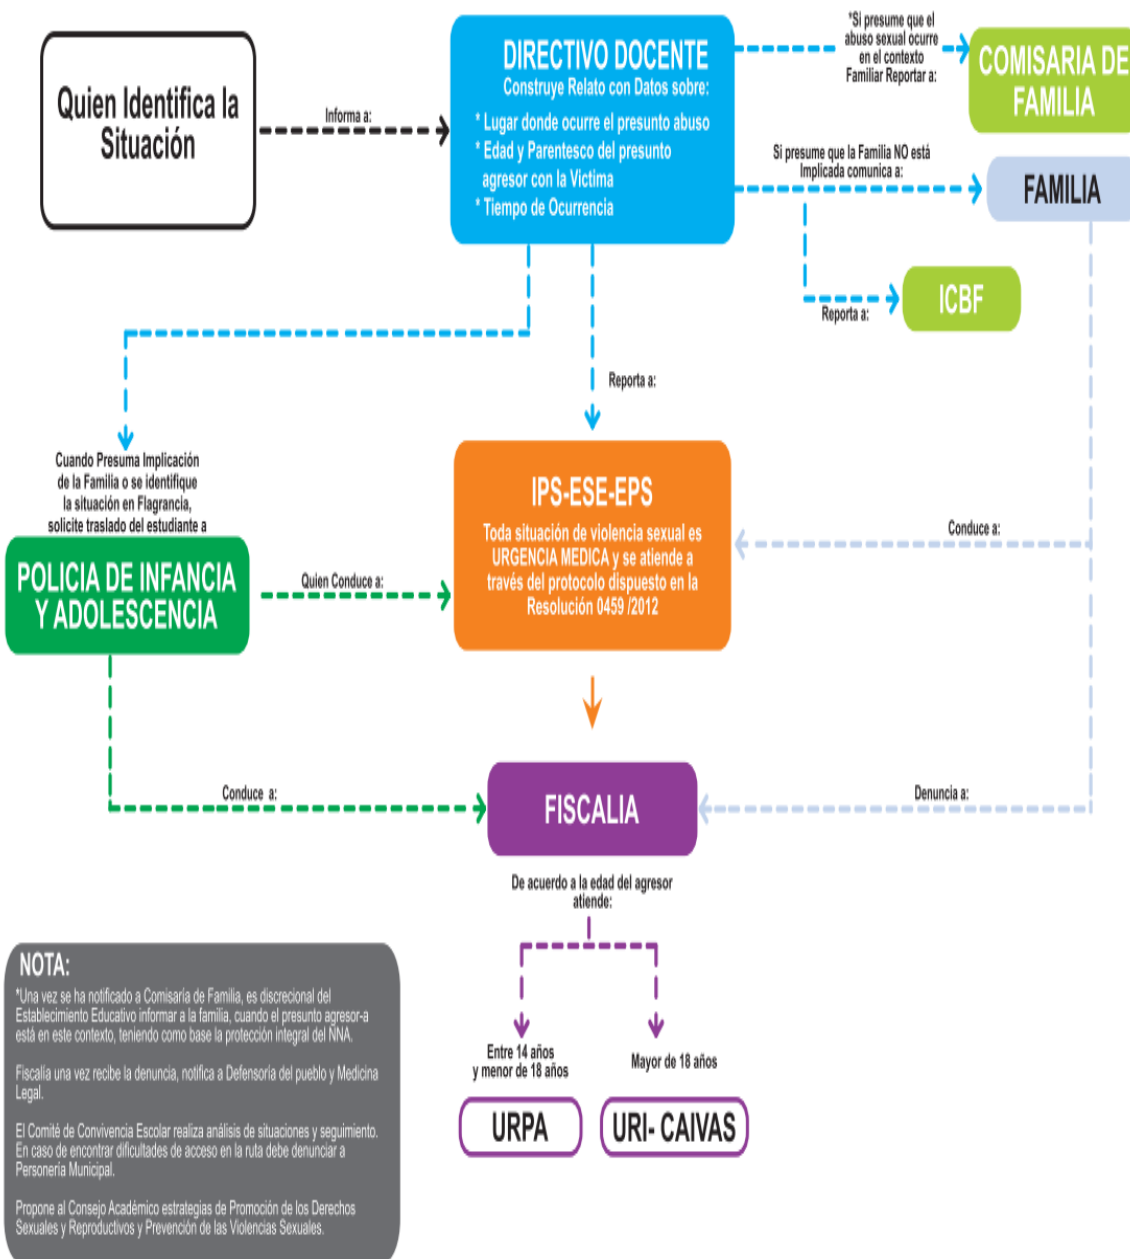 Quien Identifica la
Situación
Informa a:
DIRECTIVO DOCENTE
Construye Relato con Datos sobre:
* Lugar donde ocurre el presunto abuso
* Edad y Parentesco del presunto
agresor con la Victima
* Tiempo de Ocurrencia
*Si presume que el
abuso sexual ocurre
en el contexto
Familiar Reportar a:
COMISARIA DE
FAMILIA
Si presume que la Familia NO está
Implicada comunica a:
FAMILIA
Reporta a:
ICBF
Reporta a:
Cuando Presuma Implicación
de la Familia o se identifique
la situación en Flagrancia,
solicite traslado del estudiante a
POLICIA DE INFANCIA
Y ADOLESCENCIA
Quien Conduce a:
IPS-ESE-EPS
Toda situación de violencia sexual es
URGENCIA MEDICA y se atiende a
través del protocolo dispuesto en la
Resolución 0459 /2012
Conduce a:
Conduce a:
FISCALIA
Denuncia a:
De acuerdo a la edad del agresor
atiende:
Entre 14 años
y menor de 18 años
Mayor de 18 años
URPA
URI- CAIVAS
NOTA:
*Una vez se ha notificado a Comisaría de Familia, es discrecional del
Establecimiento Educativo informar a la familia, cuando el presunto agresor-a
está en este contexto, teniendo como base la protección integral del NNA.
Fiscalía una vez recibe la denuncia, notifica a Defensoría del pueblo y Medicina
Legal.
El Comité de Convivencia Escolar realiza análisis de situaciones y seguimiento.
En caso de encontrar dificultades de acceso en la ruta debe denunciar a
Personería Municipal.
Propone al Consejo Académico estrategias de Promoción de los Derechos
Sexuales y Reproductivos y Prevención de las Violencias Sexuales.